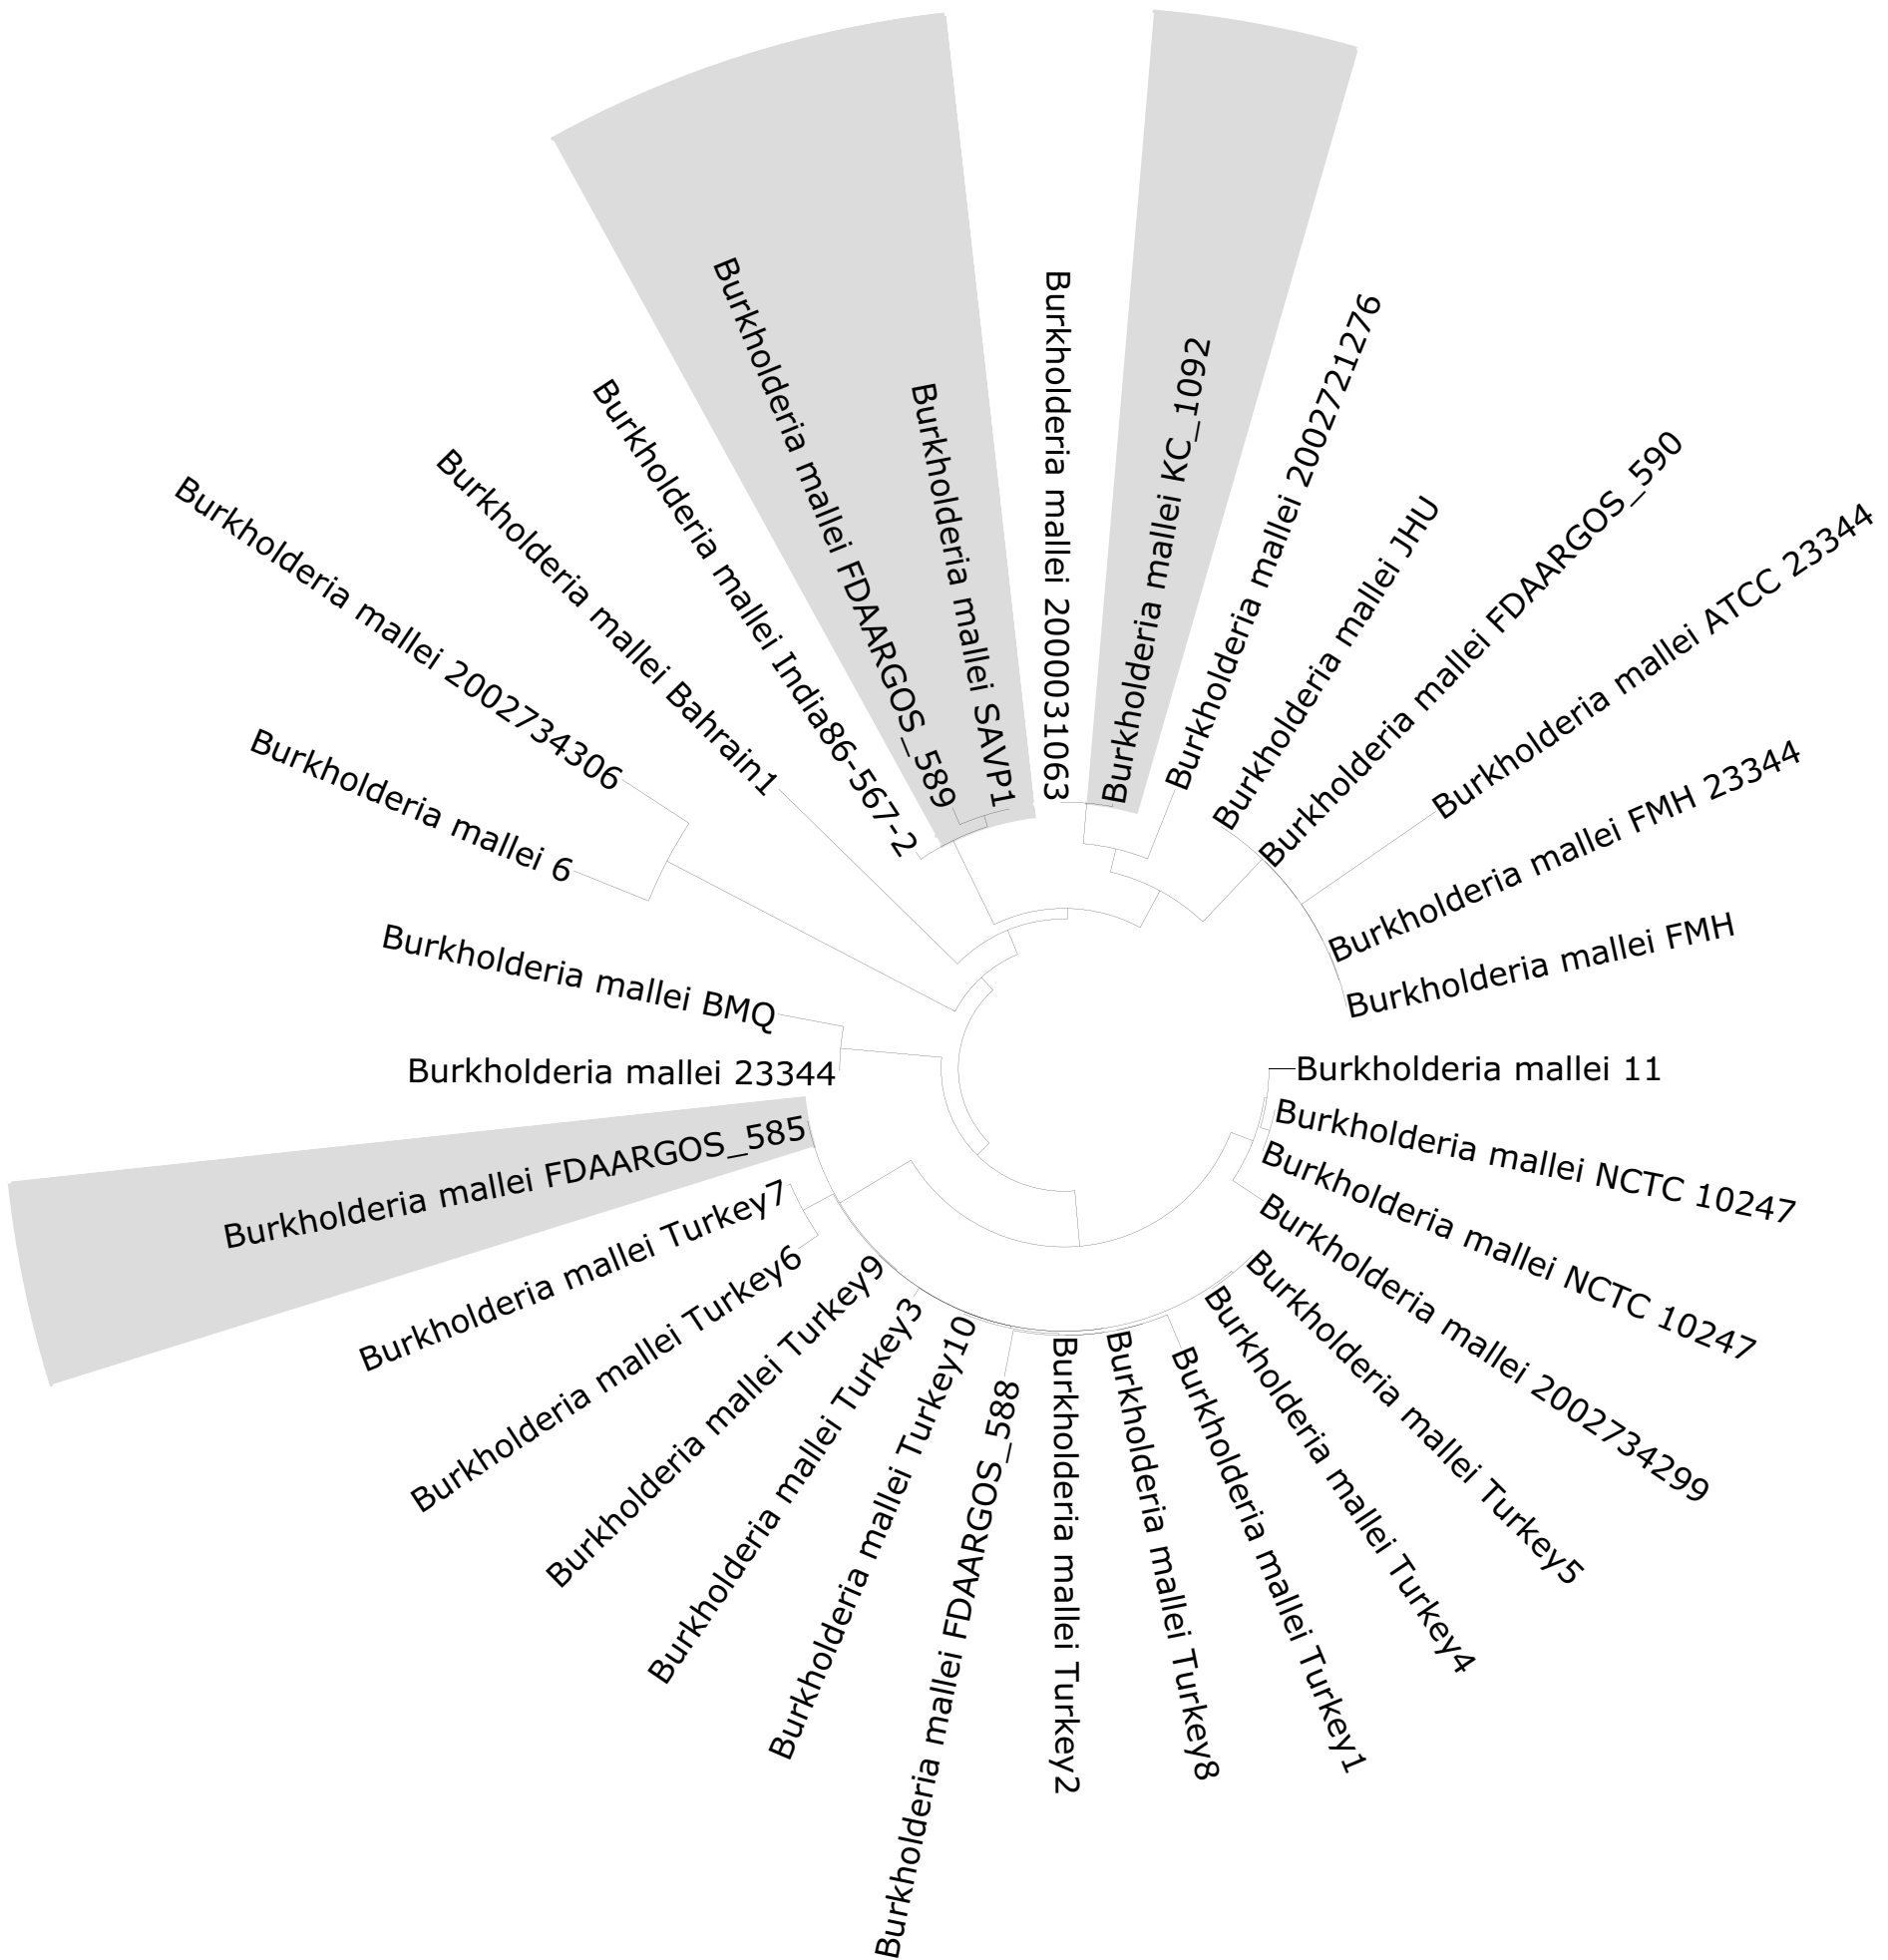 Burkholderia mallei 2000031063
Burkholderia mallei KC_1092
Burkholderia mallei 2002721276
Burkholderia mallei JHU
Burkholderia mallei FDAARGOS_590
Burkholderia mallei ATCC 23344
Burkholderia mallei FMH 23344
Burkholderia mallei FMH
Burkholderia mallei 11
Burkholderia mallei NCTC 10247
Burkholderia mallei NCTC 10247
Burkholderia mallei 2002734299
Burkholderia mallei Turkey5
Burkholderia mallei Turkey4
Burkholderia mallei Turkey1
Burkholderia mallei Turkey8
Burkholderia mallei Turkey2
Burkholderia mallei FDAARGOS_588
Burkholderia mallei Turkey10
Burkholderia mallei Turkey3
Burkholderia mallei Turkey9
Burkholderia mallei Turkey6
Burkholderia mallei Turkey7
Burkholderia mallei FDAARGOS_585
Burkholderia mallei 23344
Burkholderia mallei BMQ
Burkholderia mallei 6
Burkholderia mallei 2002734306
Burkholderia mallei Bahrain1
Burkholderia mallei India86-567-2
Burkholderia mallei FDAARGOS_589
Burkholderia mallei SAVP1